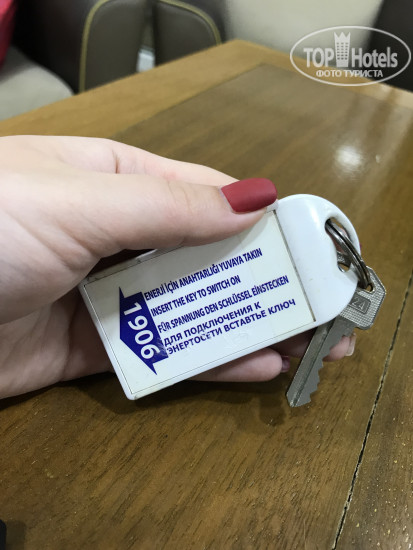 TOP Hotels
ФОТО ТУРИСТА
1906
ENERJİ İÇİN ANAHTARLIĞI YUVAYA TAKIN
INSERT THE KEY TO SWITCH ON
FÜR SPANNUNG DEN SCHLÜSSEL EINSTECKEN
ДЛЯ ПОДКЛЮЧЕНИЯ К
ЭНЕРГОСЕТИ ВСТАВТЬЕ КЛЮЧ